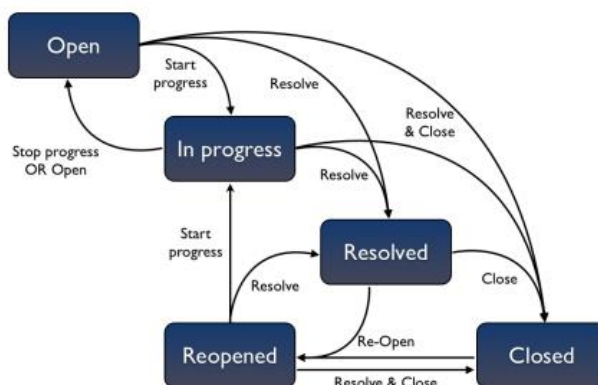 Open
Start
progress
Resolve
Resolve
& Close
Stop progress
OR Open
In progress
Resolve
Start
progress
Resolved
Resolve
Close
Re-Open
Reopened
Closed
Resolve & Close